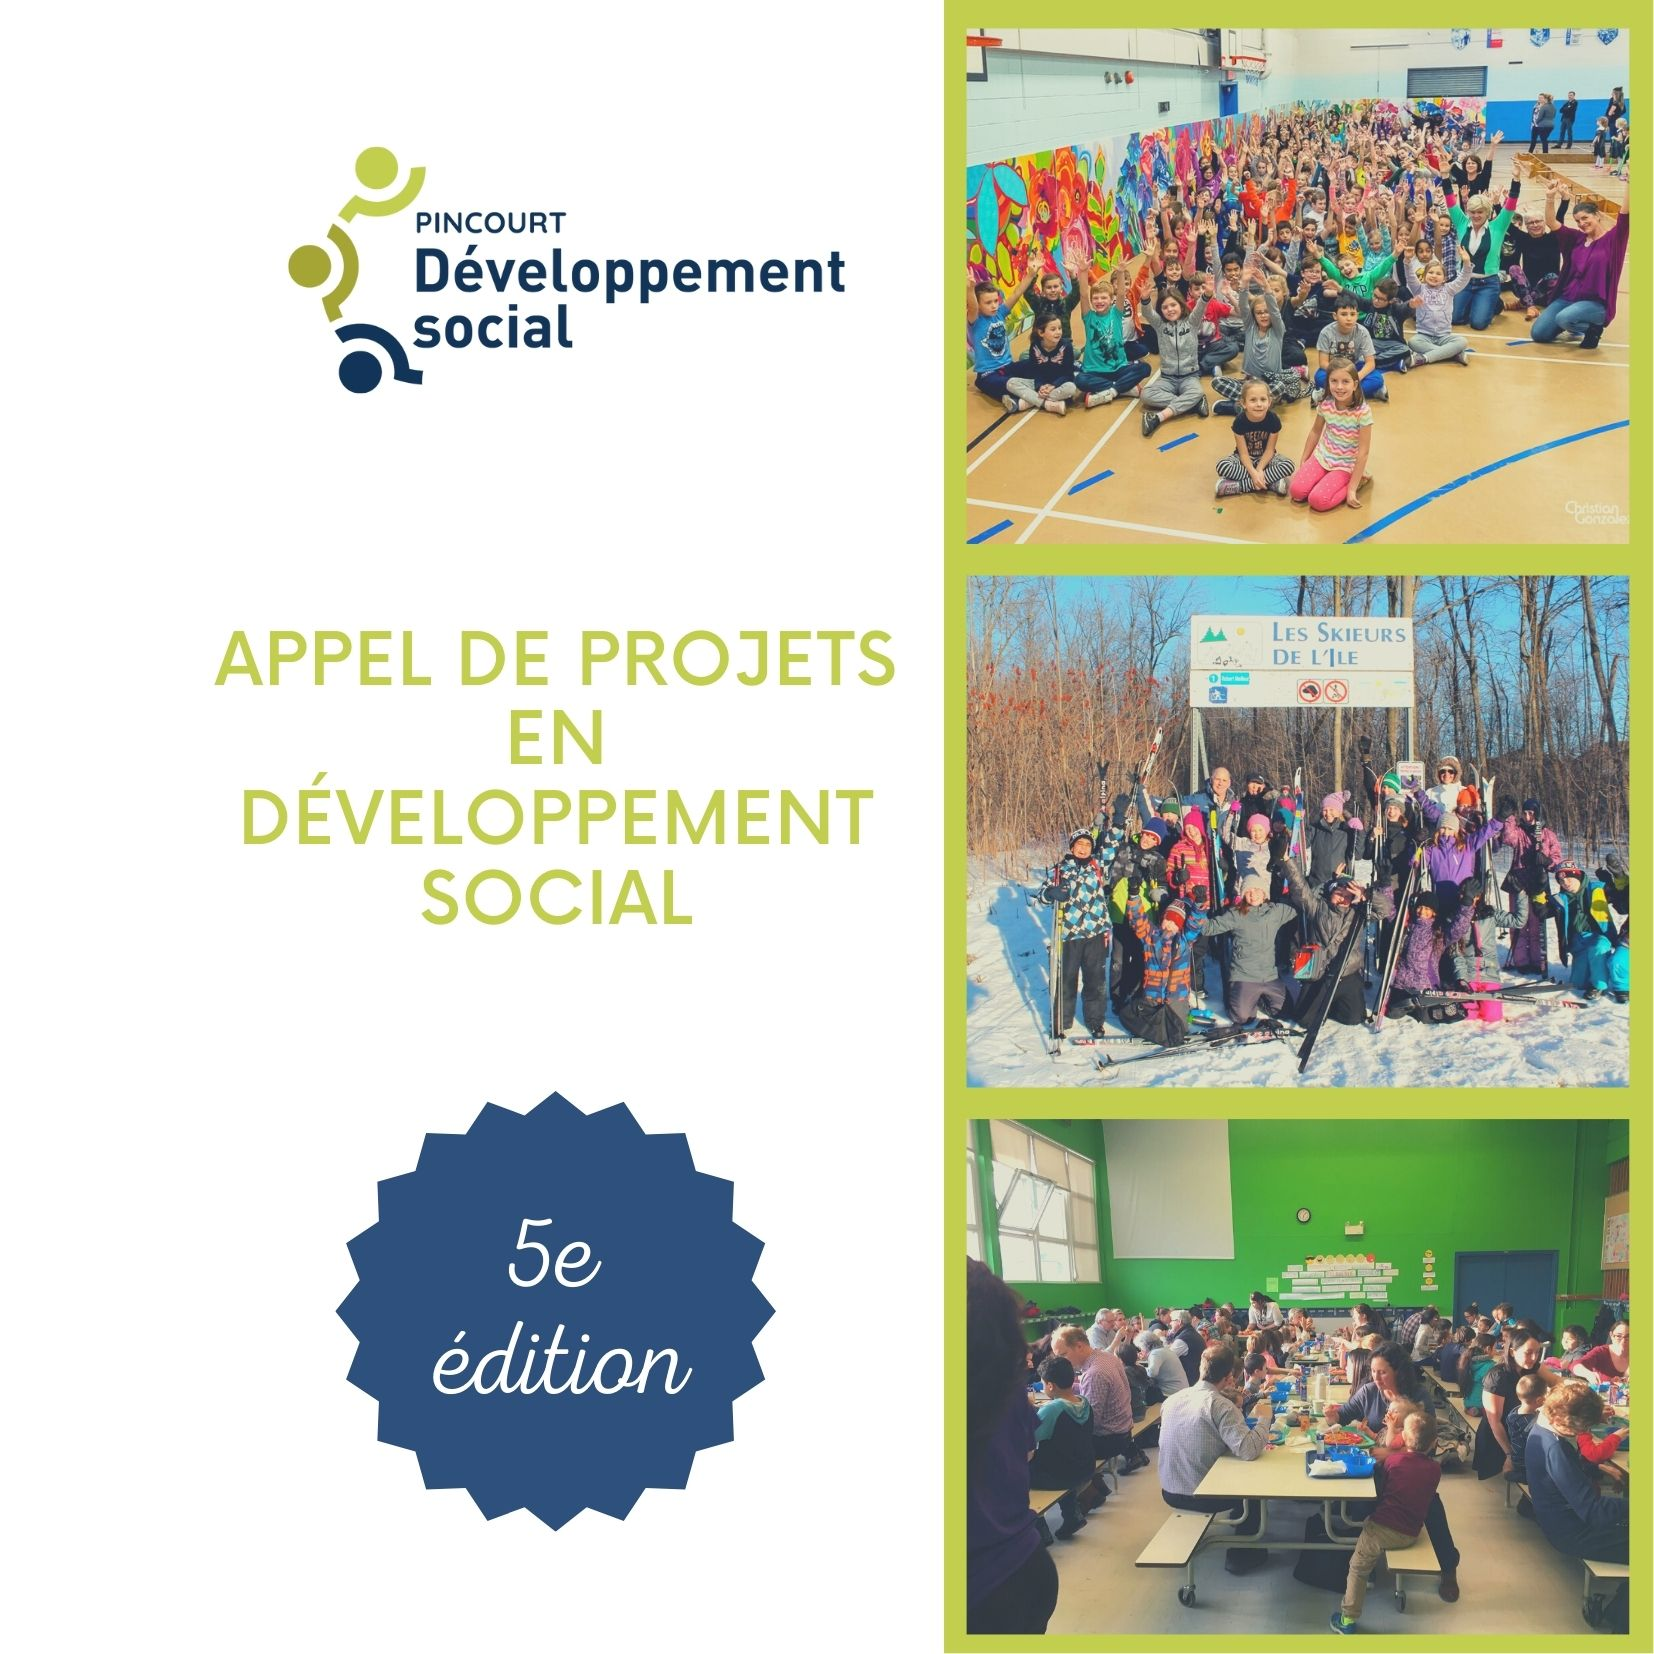 PINCOURT
Développement
social
APPEL DE PROJETS
EN
DÉVELOPPEMENT
SOCIAL
5e
édition
Christian
Gonzalez
LES SKIEURS
DE L'ILE